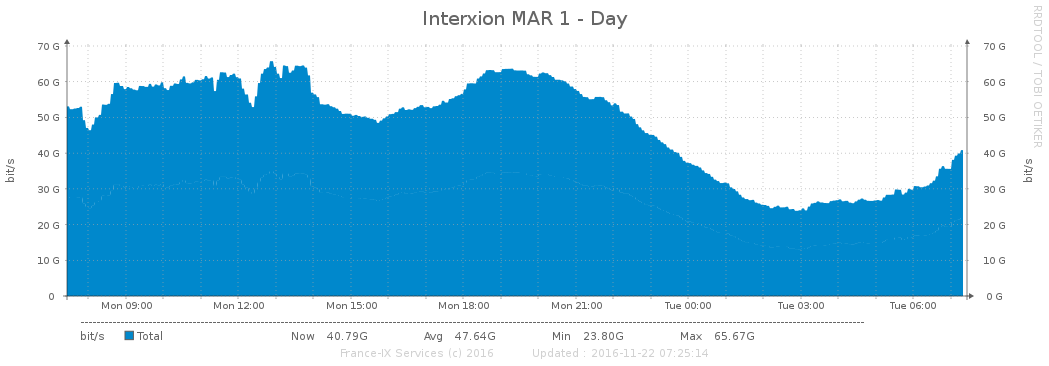 Interxion MAR 1 - Day
RRDTOOL / TOBI OETIKER
70 G 70 G
60 G 60 G
50 G 50 G
40 G 40 G
30 G 30 G
20 G 20 G
10 G 10 G
0 0 G
bit/s bit/s
Mon 09:00 Mon 12:00 Mon 15:00 Mon 18:00 Mon 21:00 Tue 00:00 Tue 03:00 Tue 06:00
bit/s Total Now 40.79G Avg 47.64G Min 23.80G Max 65.67G
France-IX Services (c) 2016 Updated : 2016-11-22 07:25:14